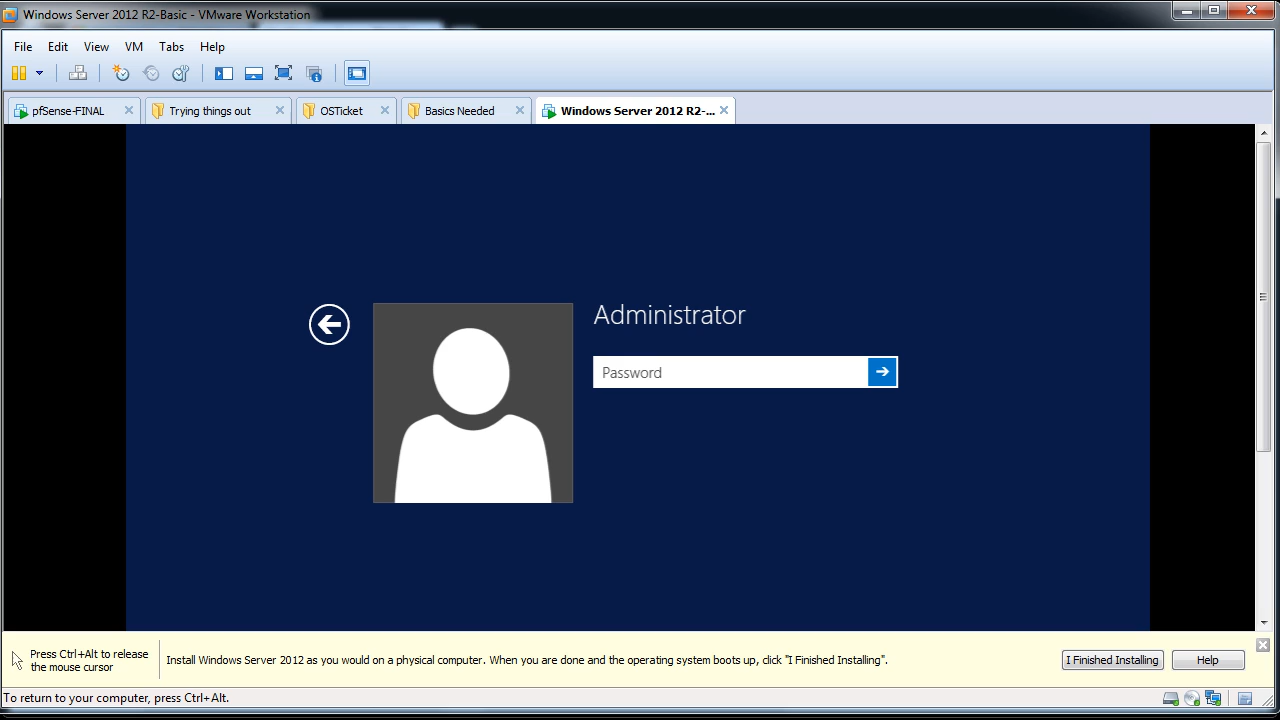 Windows Server 2012 R2-Basic - VMware Workstation
File Edit View VM Tabs Help
pfSense-FINAL Trying things out OSTicket Basics Needed Windows Server 2012 R2-...
Administrator
Password
Press Ctrl+Alt to release
the mouse cursor
Install Windows Server 2012 as you would on a physical computer. When you are done and the operating system boots up, click "I Finished Installing".
I Finished Installing Help
To return to your computer, press Ctrl+Alt.